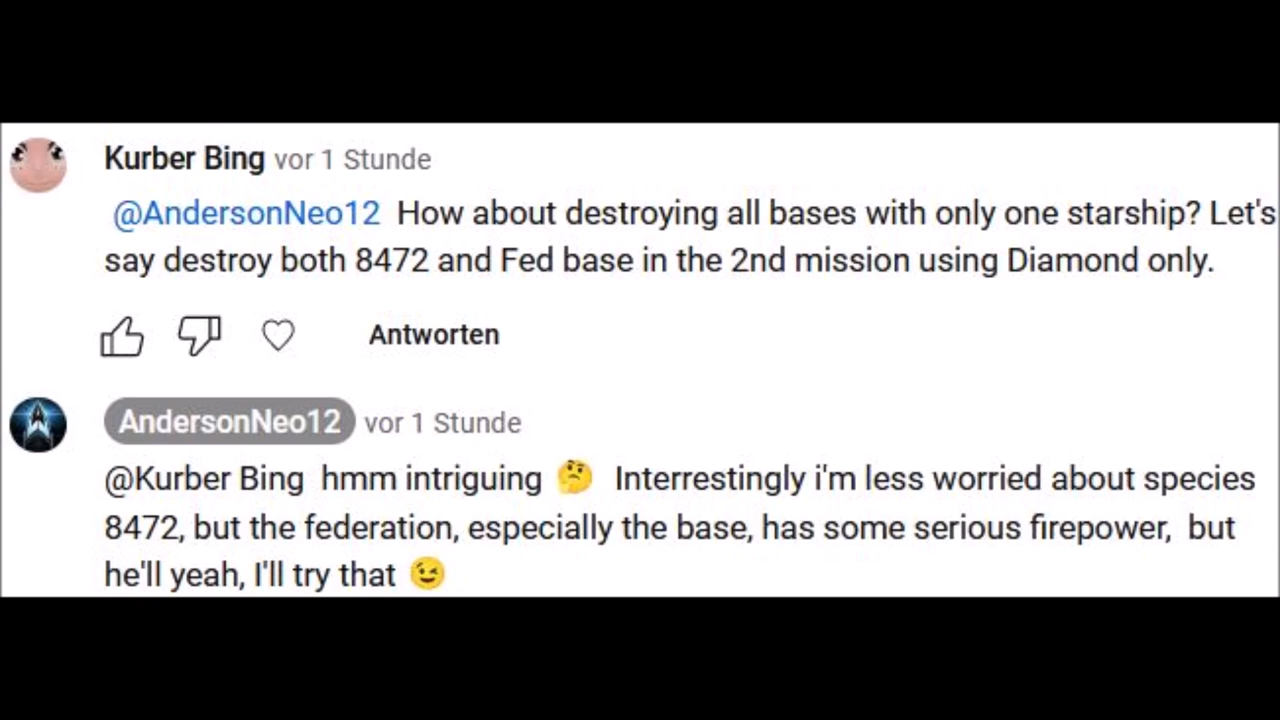 Kurber Bing vor 1 Stunde
@AndersonNeo12 How about destroying all bases with only one starship? Let's
say destroy both 8472 and Fed base in the 2nd mission using Diamond only.
Antworten
AndersonNeo12 vor 1 Stunde
@Kurber Bing hmm intriguing 🤔 Interrestingly i'm less worried about species
8472, but the federation, especially the base, has some serious firepower, but
he'll yeah, I'll try that 😉